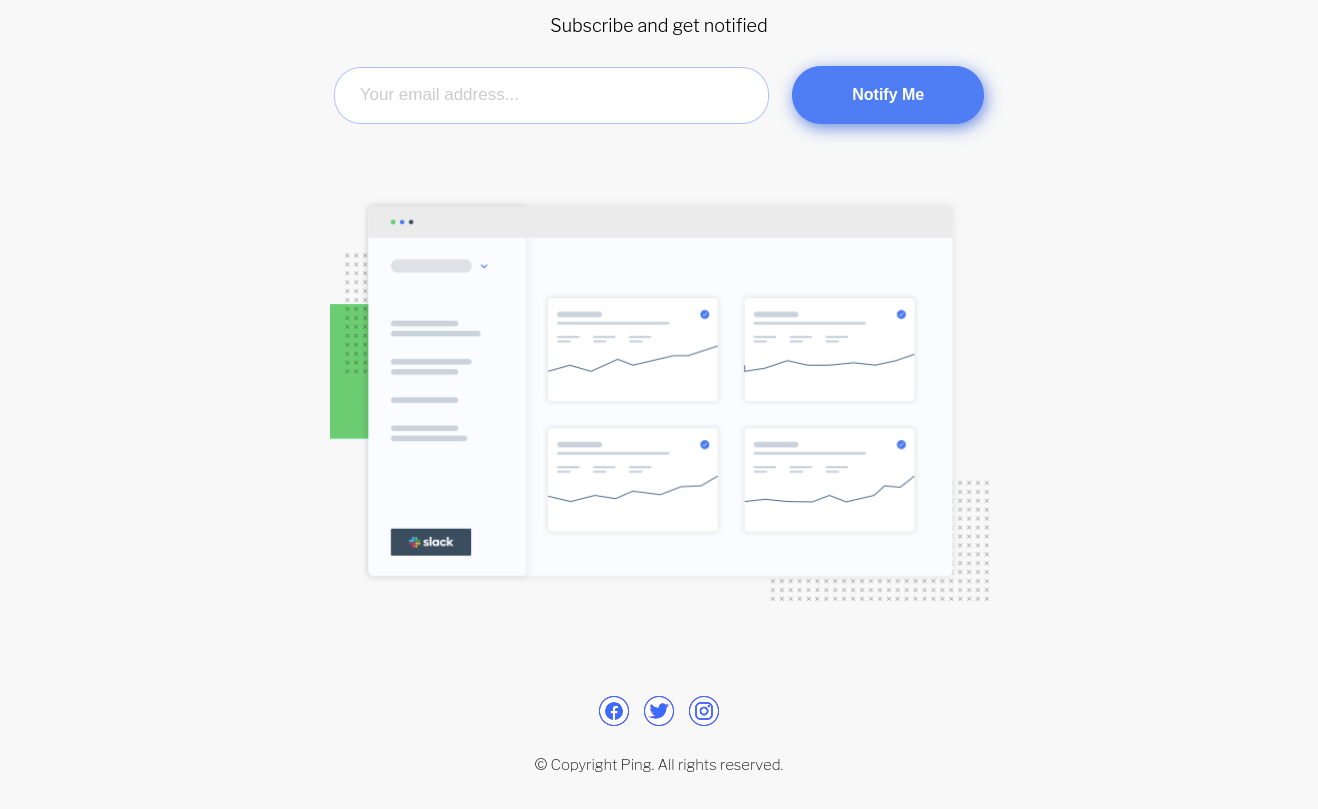 Subscribe and get notified
Your email address...
Notify Me
slack
© Copyright Ping. All rights reserved.